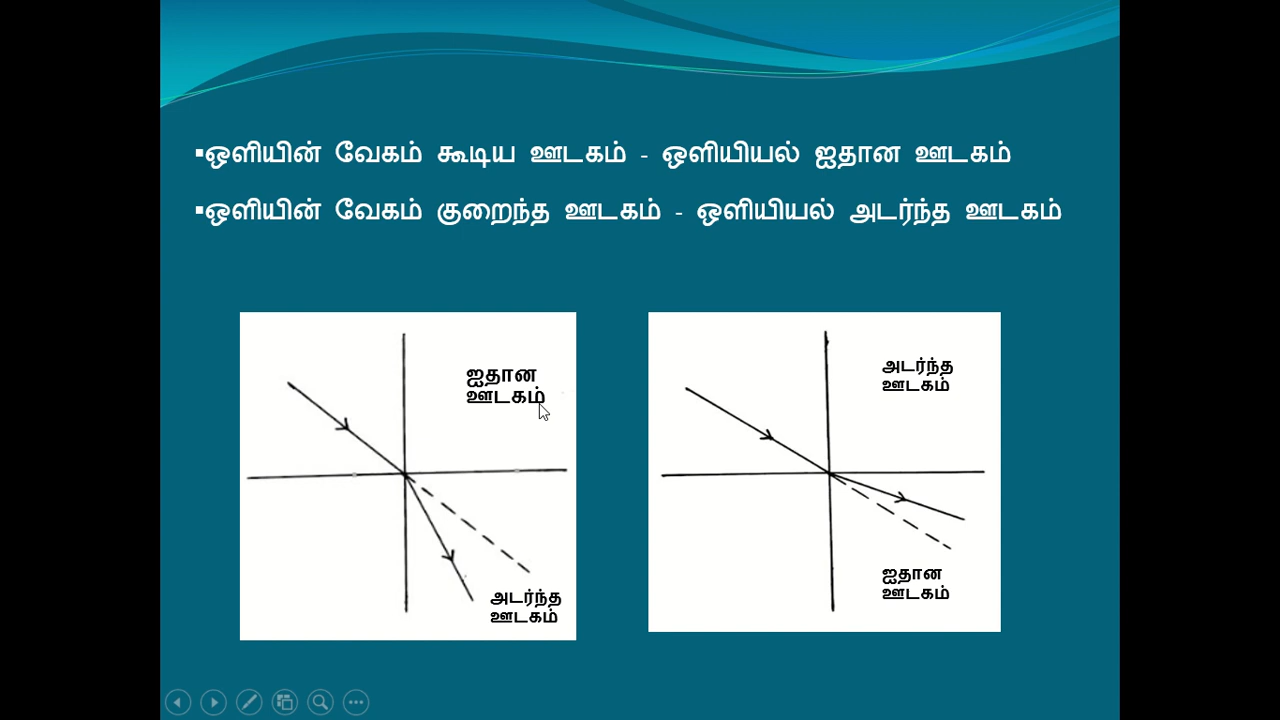 ▪ஒளியின் வேகம் கூடிய ஊடகம் - ஒளியியல் ஐதான ஊடகம்
▪ஒளியின் வேகம் குறைந்த ஊடகம் - ஒளியியல் அடர்ந்த ஊடகம்
ஐதான
ஊடகம்
அடர்ந்த
ஊடகம்
அடர்ந்த
ஊடகம்
ஐதான
ஊடகம்